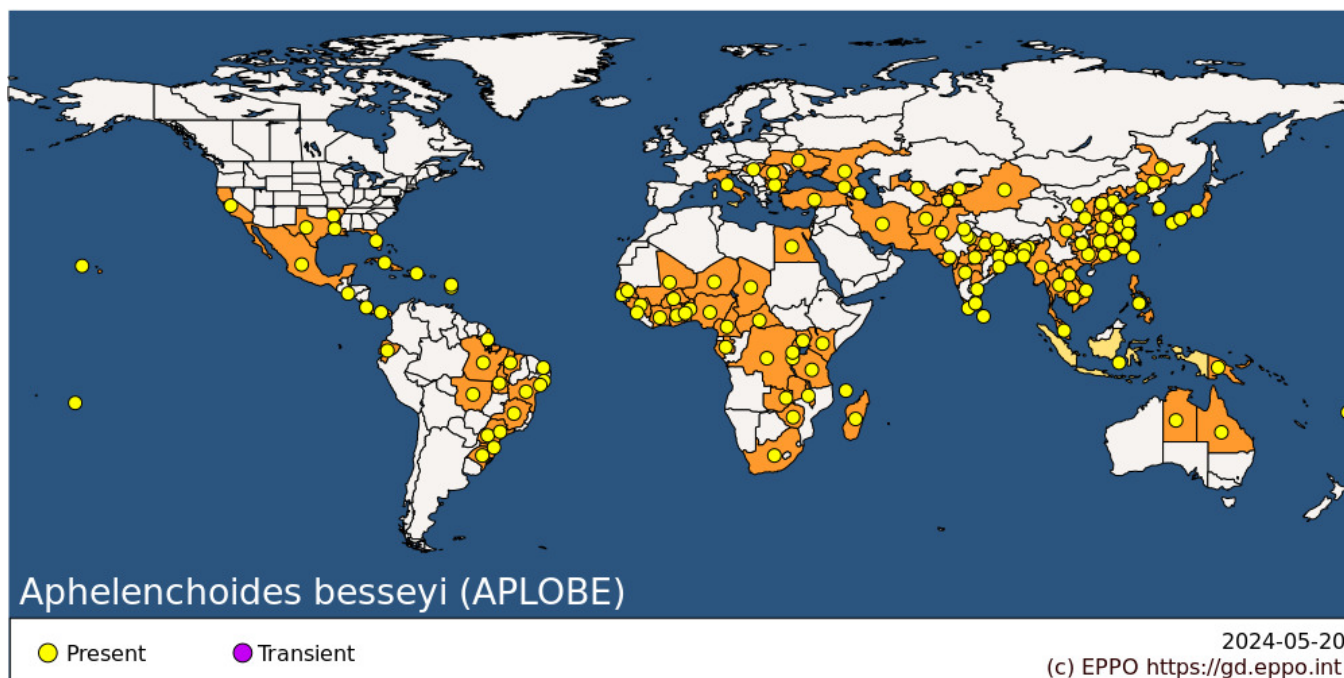 Aphelenchoides besseyi (APLOBE)
Present
Transient
2024-05-20
(c) EPPO https://gd.eppo.int